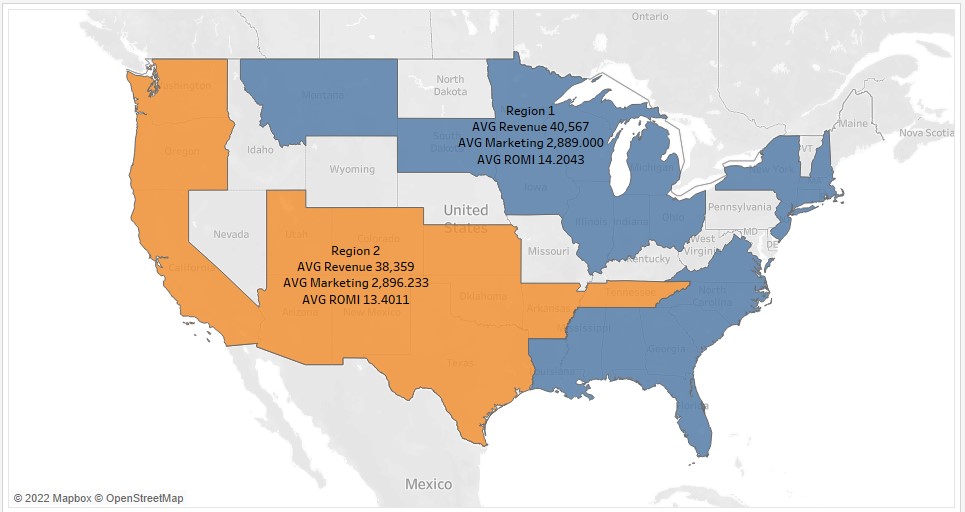 Ontario
North
Dakota
Maine
Nova Scotia
Washington
Montana
Region 1
AVG Revenue 40,567
AVG Marketing 2,889.000
AVG ROMI 14.2043
Oregon
Idaho
South
Dakota
Michigan
VT
Wyoming
Iowa
New York
MA
United
States
Pennsylvania
Nevada
Utah
Colorado
Illinois
Indiana
Ohio
MD
DE
West
Virginia
Missouri
Kentucky
Region 2
AVG Revenue 38,359
AVG Marketing 2,896.233
AVG ROMI 13.4011
California
Arizona
New Mexico
Oklahoma
Arkansas
Tennessee
North
Carolina
Mississippi
Georgia
Texas
Louisiana
Florida
Mexico
© 2022 Mapbox © OpenStreetMap